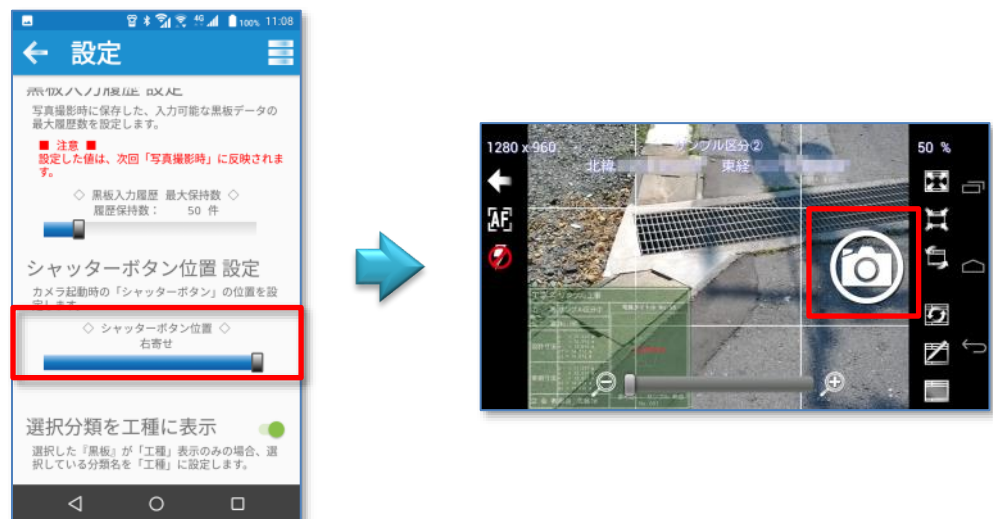 100% 11:08
設定
黒板入力履歴 設定
写真撮影時に保存した、入力可能な黒板データの
最大履歴数を設定します。
■ 注意 ■
設定した値は、次回「写真撮影時」に反映されま
す。
◇ 黒板入力履歴 最大保持数 ◇
履歴保持数： 50 件
シャッターボタン位置 設定
カメラ起動時の「シャッターボタン」の位置を設
定します。
◇ シャッターボタン位置 ◇
右寄せ
選択分類を工種に表示
選択した『黒板』が「工種」表示のみの場合、選
択している分類名を「工種」に設定します。
1280 x 960
サンプル区分②
50 %
北緯
東経
AF